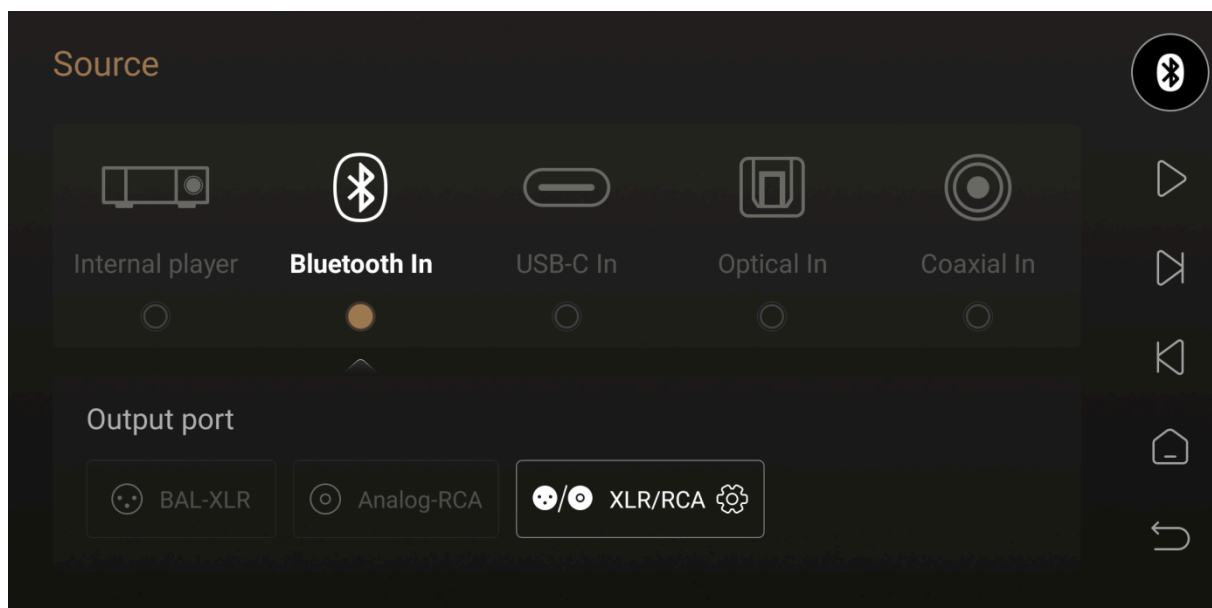 Source
Internal player Bluetooth In USB-C In Optical In Coaxial In
Output port
BAL-XLR Analog-RCA XLR/RCA